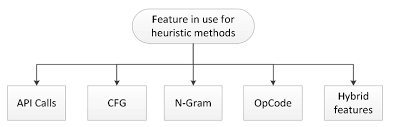 Feature in use for
heuristic methods
API Calls
CFG
N-Gram
OpCode
Hybrid
features